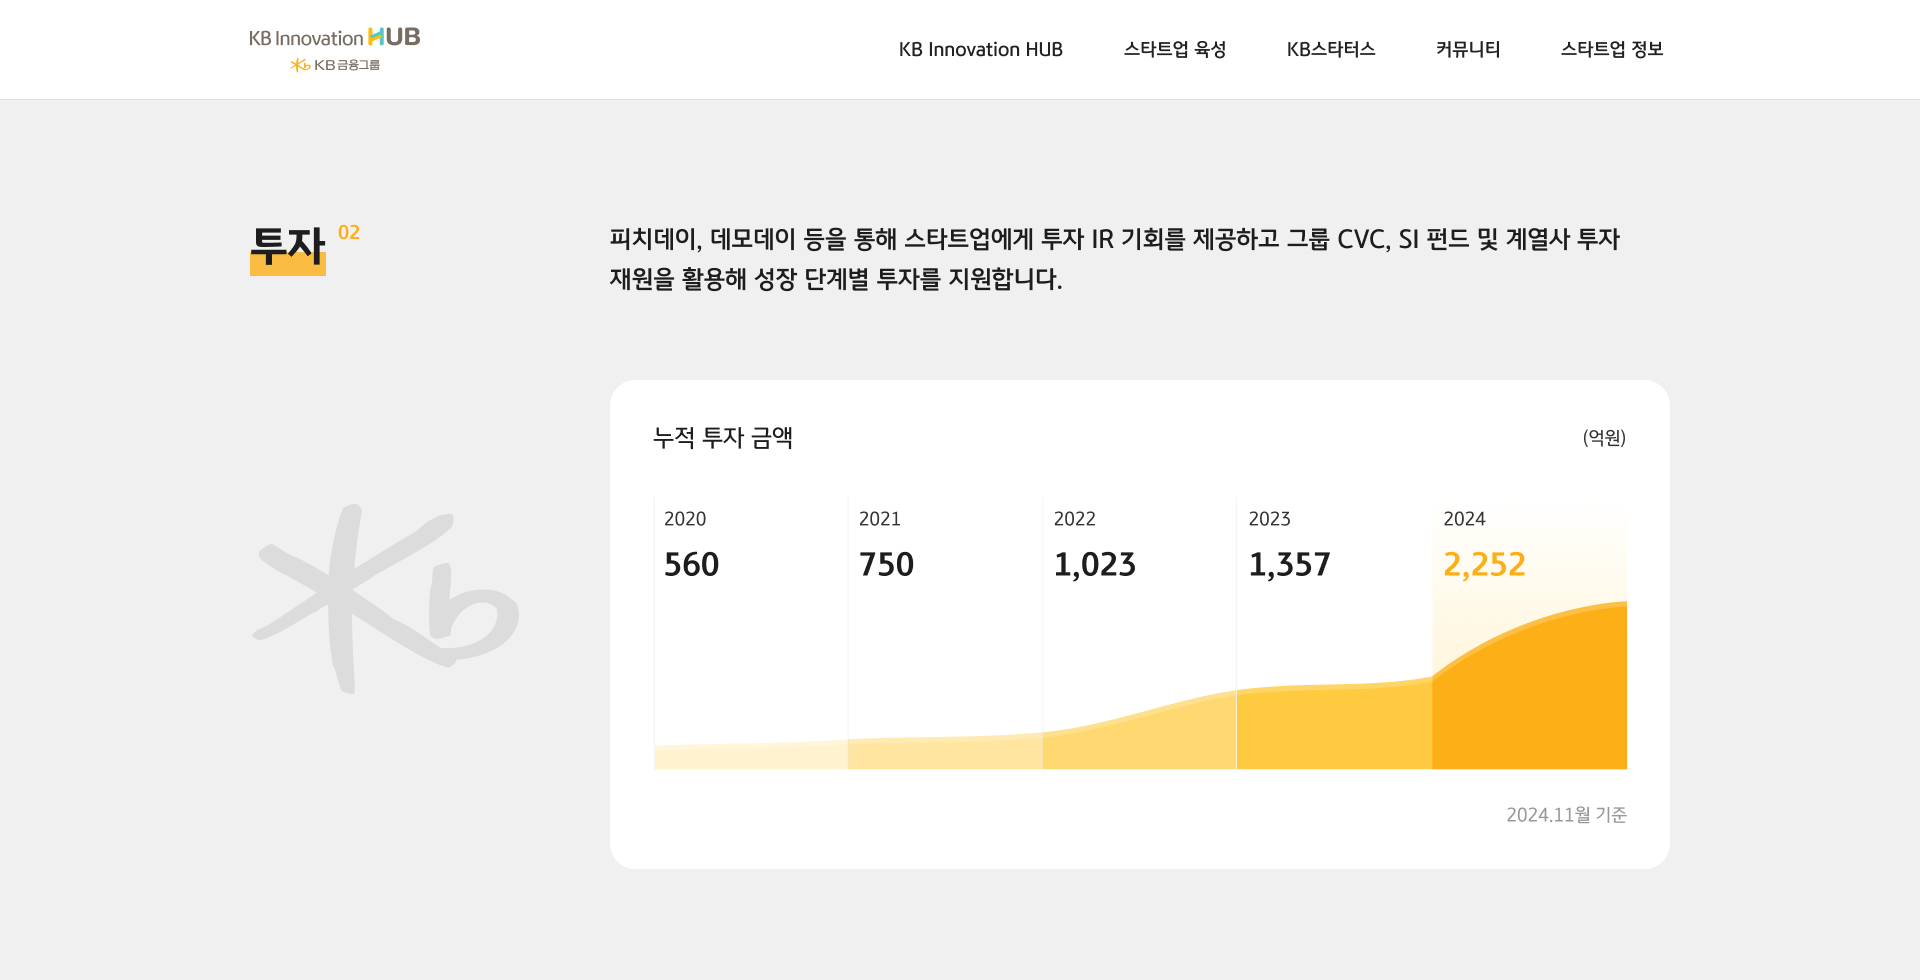 KB Innovation HUB
KB 금융그룹
KB Innovation HUB 스타트업 육성 KB스타터스 커뮤니티 스타트업 정보
투자 02
피치데이, 데모데이 등을 통해 스타트업에게 투자 IR 기회를 제공하고 그룹 CVC, SI 펀드 및 계열사 투자
재원을 활용해 성장 단계별 투자를 지원합니다.
누적 투자 금액 (억원)
2020 2021 2022 2023 2024
560 750 1,023 1,357 2,252
2024.11월 기준